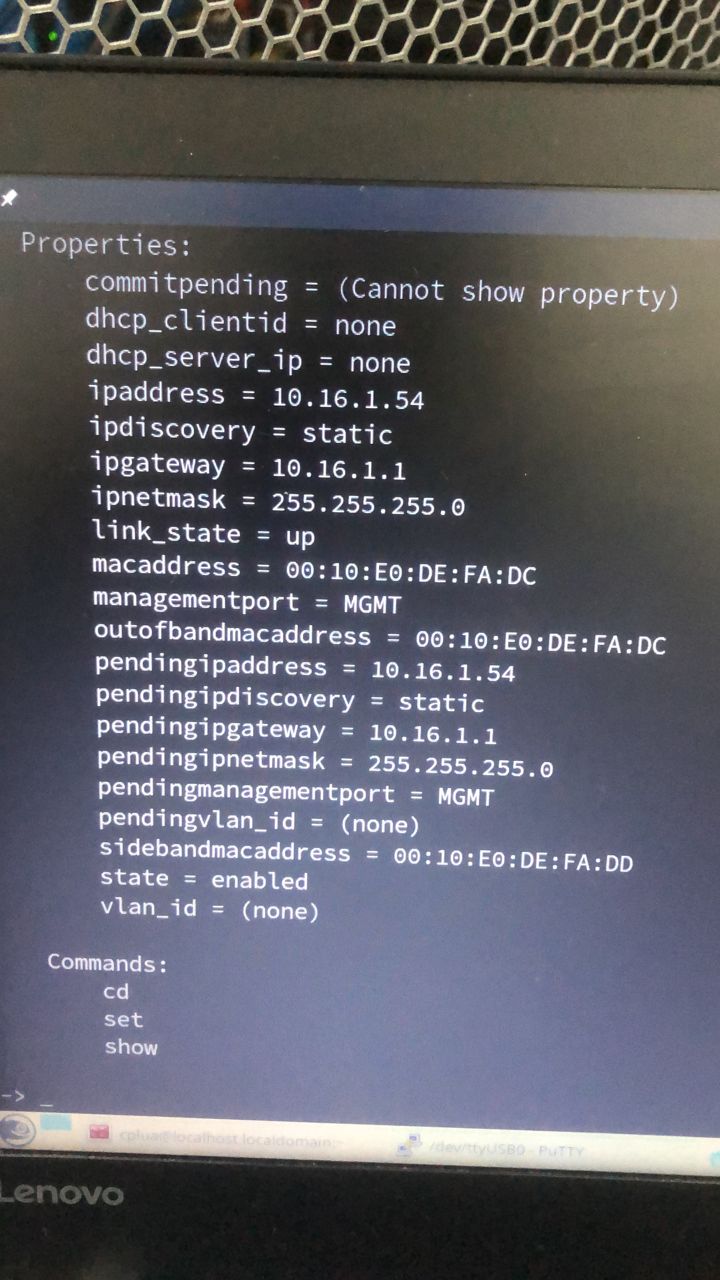 Properties:
commitpending = (Cannot show property)
dhcp_clientid = none
dhcp_server_ip = none
ipaddress = 10.16.1.54
ipdiscovery = static
ipgateway = 10.16.1.1
ipnetmask = 255.255.255.0
link_state = up
macaddress = 00:10:E0:DE:FA:DC
managementport = MGMT
outofbandmacaddress = 00:10:E0:DE:FA:DC
pendingipaddress = 10.16.1.54
pendingipdiscovery = static
pendingipgateway = 10.16.1.1
pendingipnetmask = 255.255.255.0
pendingmanagementport = MGMT
pendingvlan_id = (none)
sidebandmacaddress = 00:10:E0:DE:FA:DD
state = enabled
vlan_id = (none)
Commands:
cd
set
show
-> _
cplua@localhost.localdomain:~ /dev/ttyUSB0 - PuTTY
Lenovo